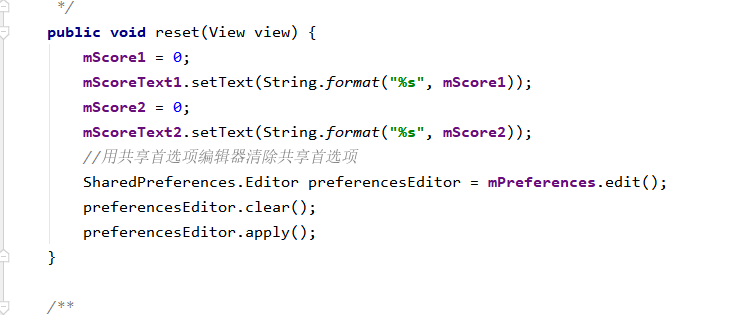 */
public void reset(View view) {
mScore1 = 0;
mScoreText1.setText(String.format("%s", mScore1));
mScore2 = 0;
mScoreText2.setText(String.format("%s", mScore2));
//用共享首选项编辑器清除共享首选项
SharedPreferences.Editor preferencesEditor = mPreferences.edit();
preferencesEditor.clear();
preferencesEditor.apply();
}
/**